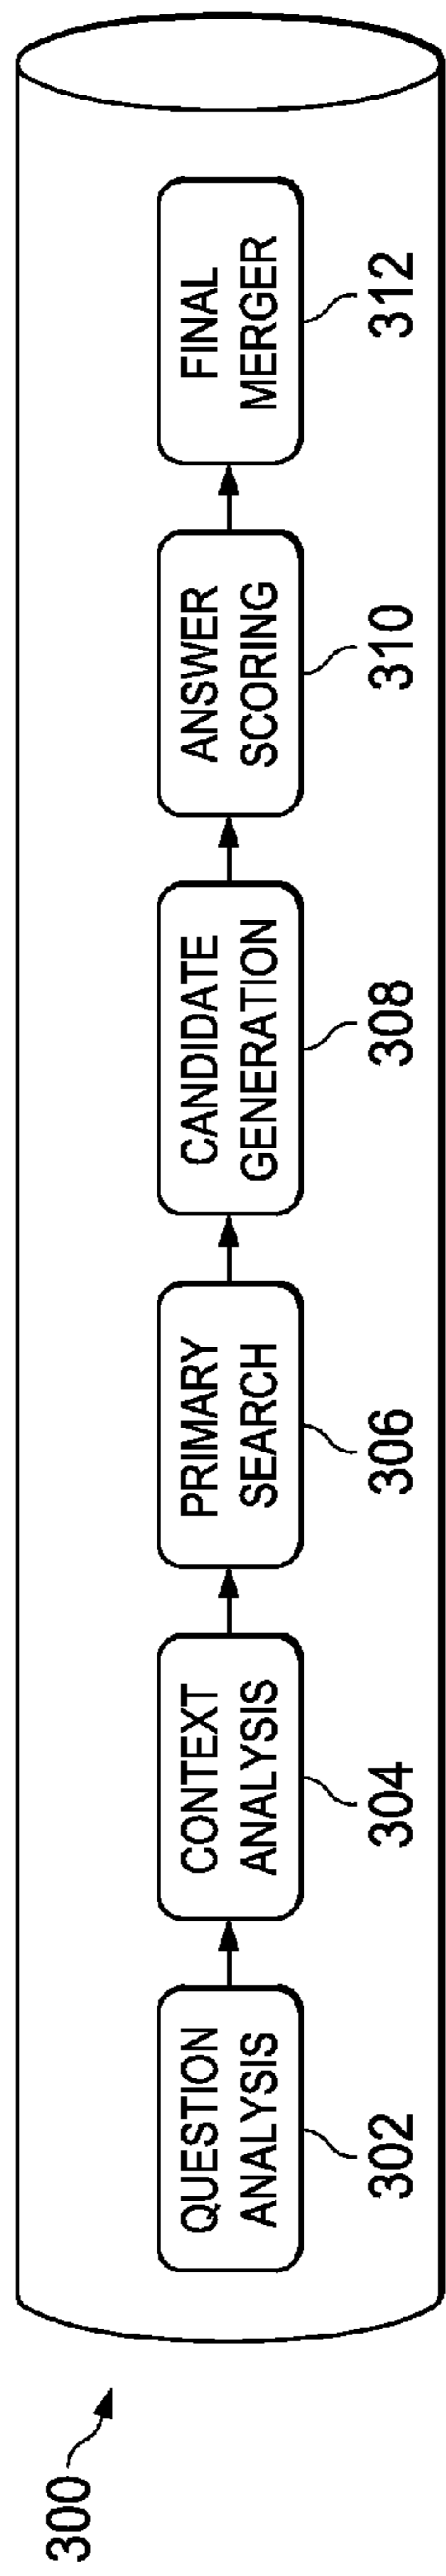 300
QUESTION
ANALYSIS
302
CONTEXT
ANALYSIS
304
PRIMARY
SEARCH
306
CANDIDATE
GENERATION
308
ANSWER
SCORING
310
FINAL
MERGER
312